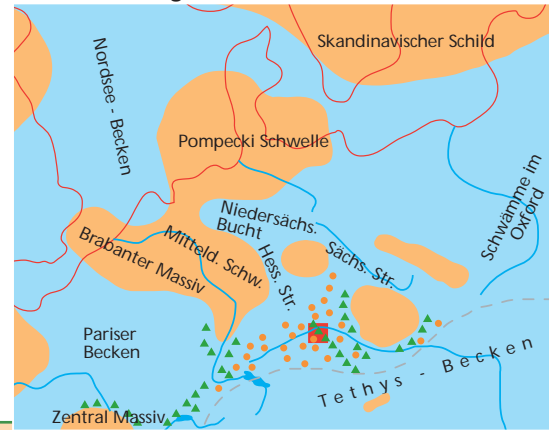 Skandinavischer Schild
Nordsee - Becken
Pompecki Schwelle
Schwämme im
Oxford
Niedersächs.
Bucht
Sächs. Str.
Hess. Str.
Mitteld. Schw.
Brabanter Massiv
Pariser
Becken
Tethys - Becken
Zentral Massiv